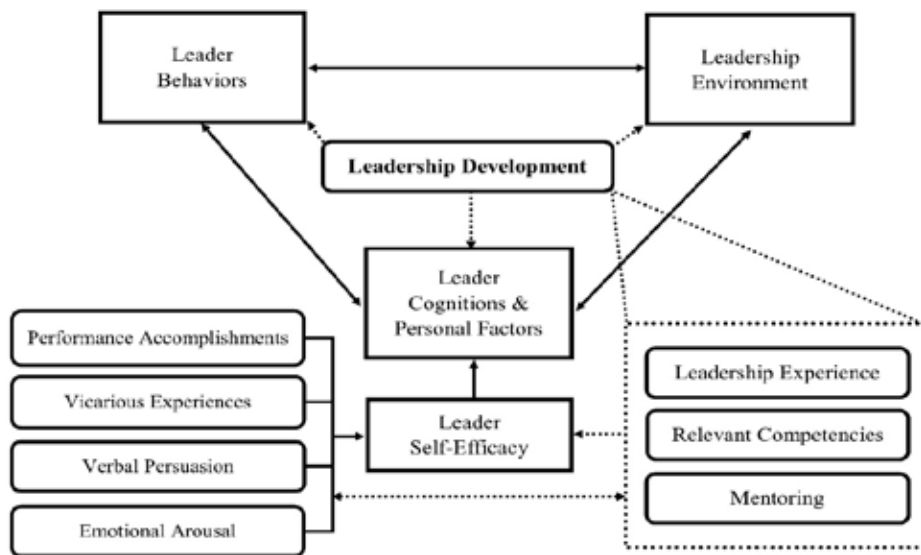 Leader
Behaviors
Leadership
Environment
Leadership Development
Leader
Cognitions &
Personal Factors
Performance Accomplishments
Vicarious Experiences
Verbal Persuasion
Emotional Arousal
Leader
Self-Efficacy
Leadership Experience
Relevant Competencies
Mentoring